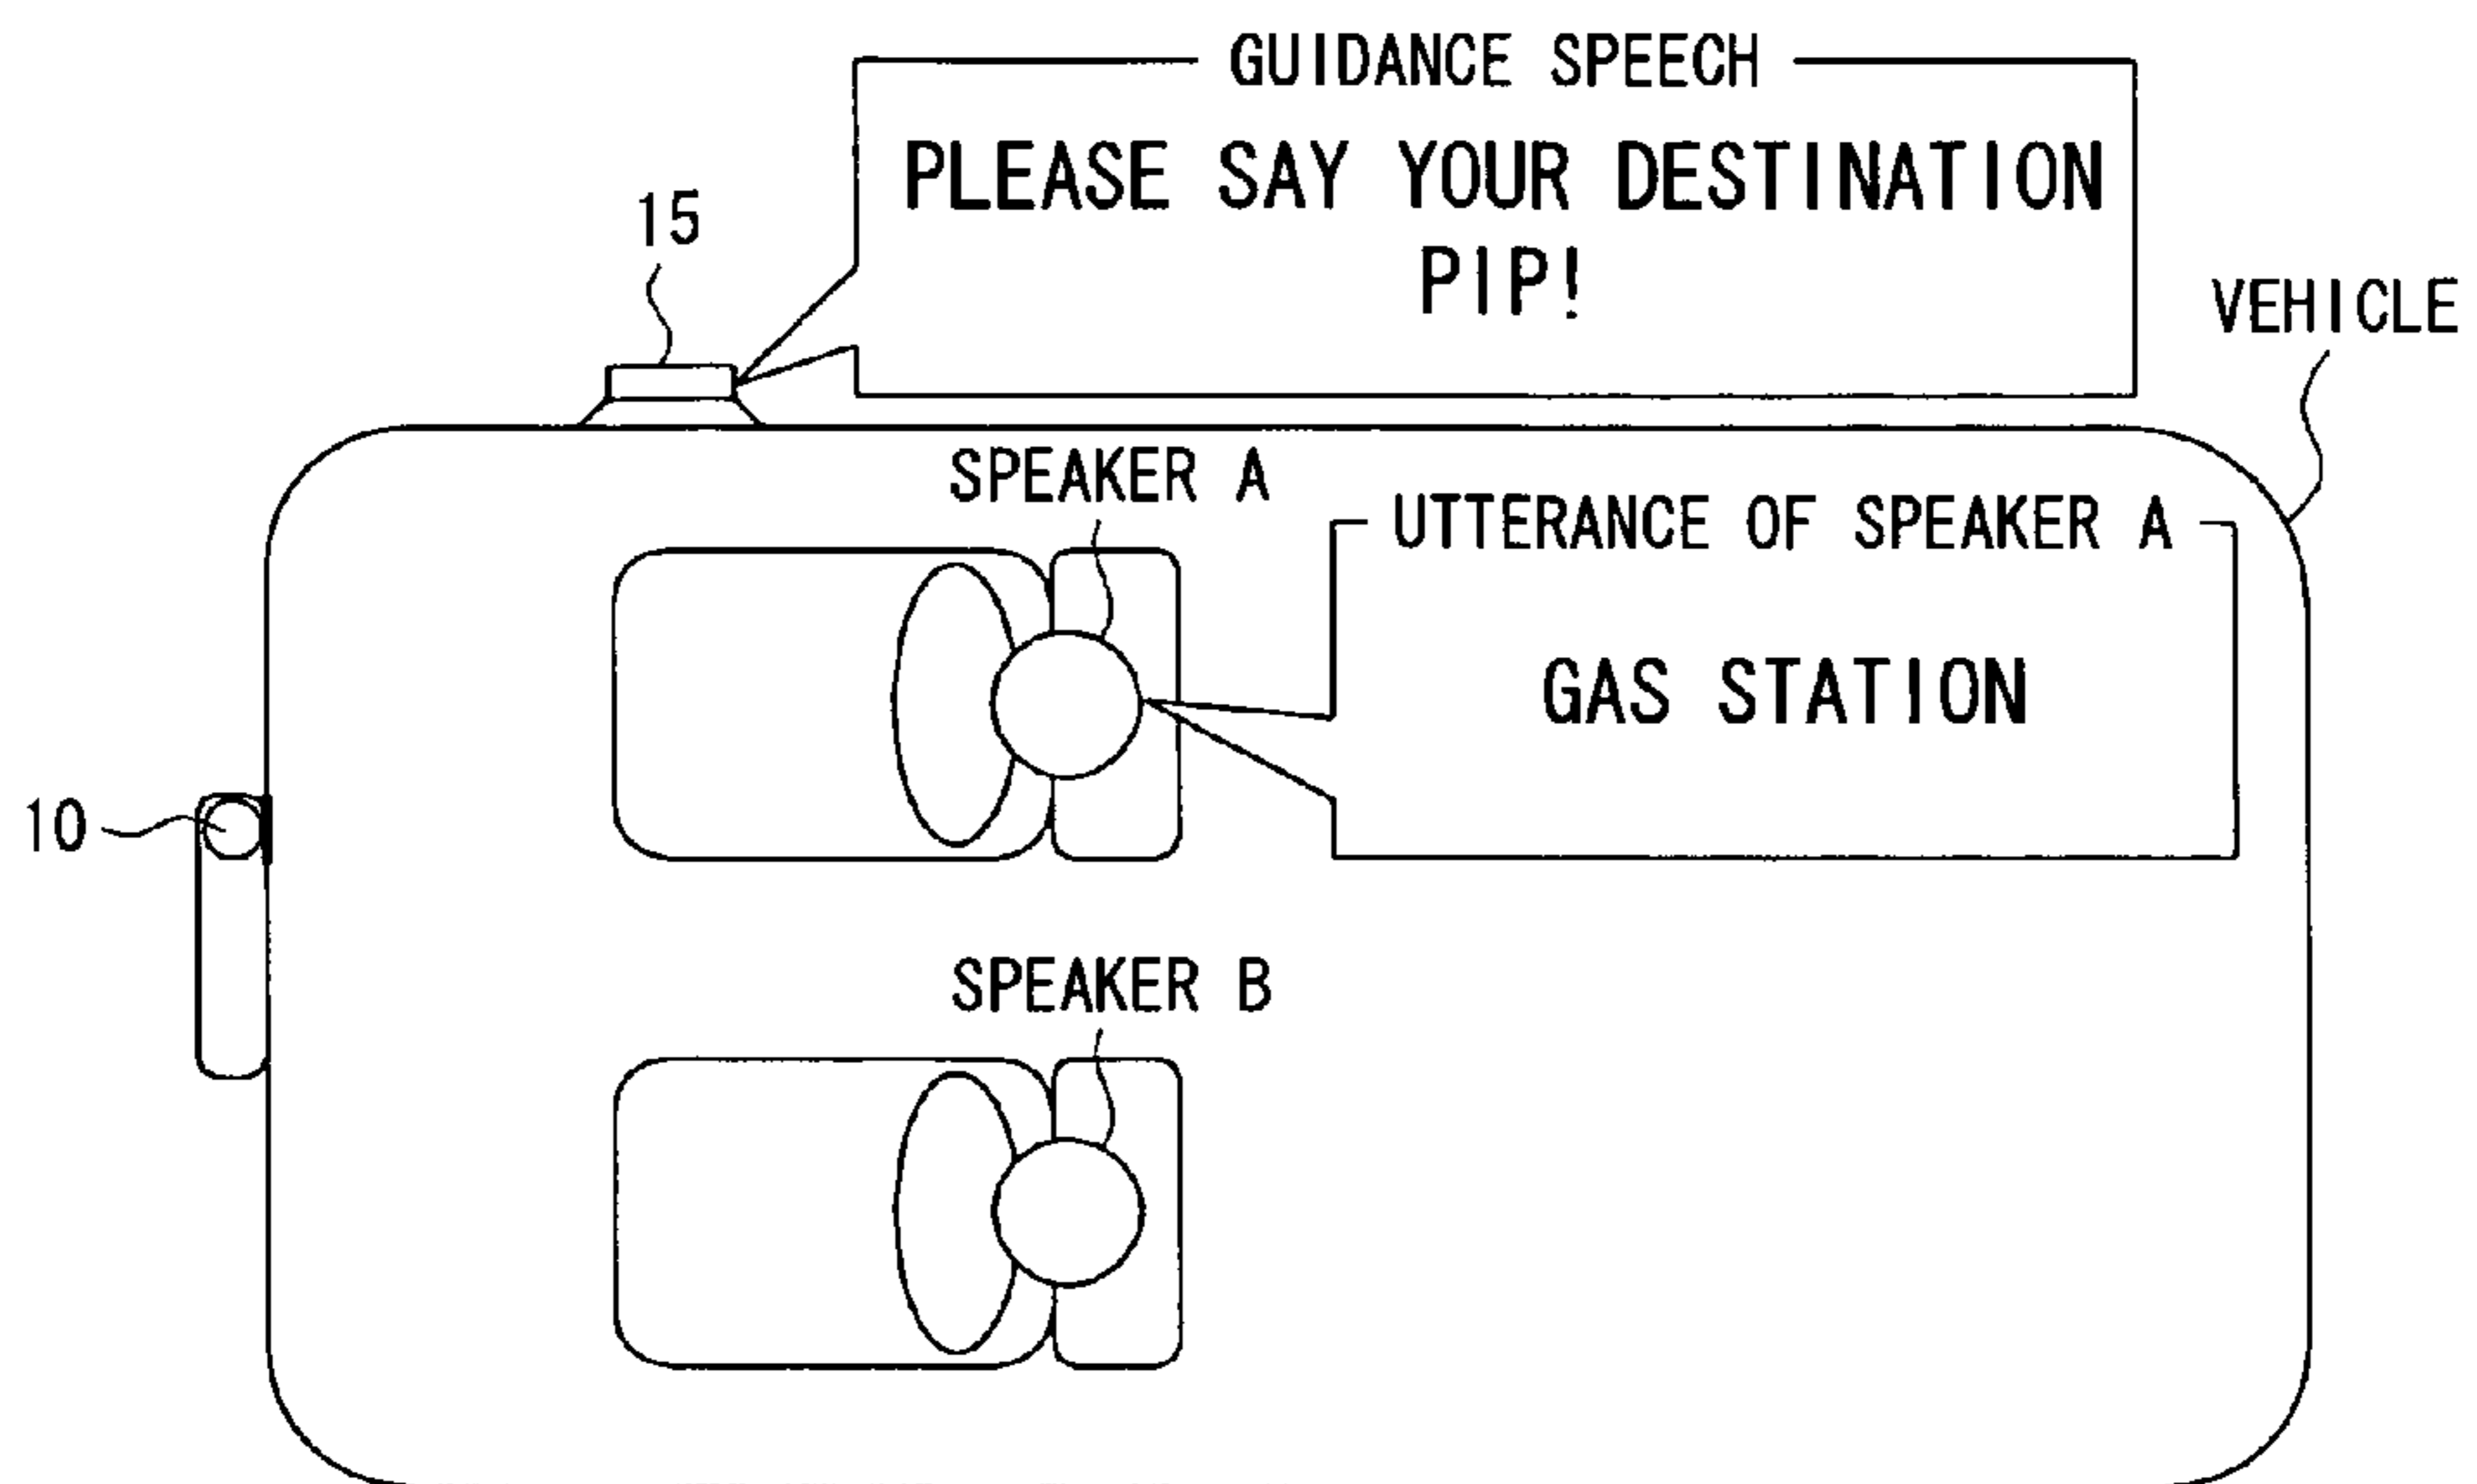 GUIDANCE SPEECH
PLEASE SAY YOUR DESTINATION
PIP!
15
VEHICLE
SPEAKER A
UTTERANCE OF SPEAKER A
GAS STATION
10
SPEAKER B